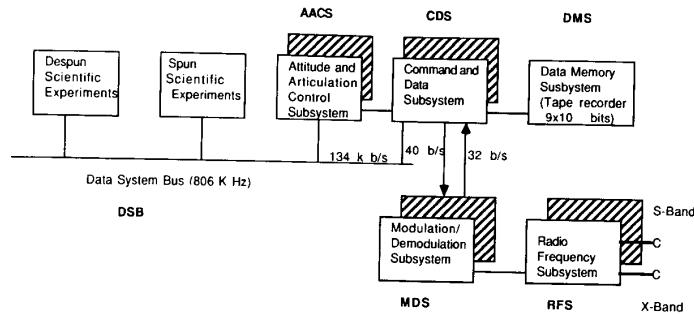 AACS
CDS
DMS
Despun
Scientific
Experiments
Spun
Scientific
Experiments
Attitude and
Articulation
Control
Subsystem
Command and
Data
Subsystem
Data Memory
Susbystem
(Tape recorder
9x10 bits)
134 k b/s
40 b/s
32 b/s
Data System Bus (806 K Hz)
DSB
Modulation/
Demodulation
Subsystem
Radio
Frequency
Subsystem
S-Band
C
C
MDS
RFS
X-Band